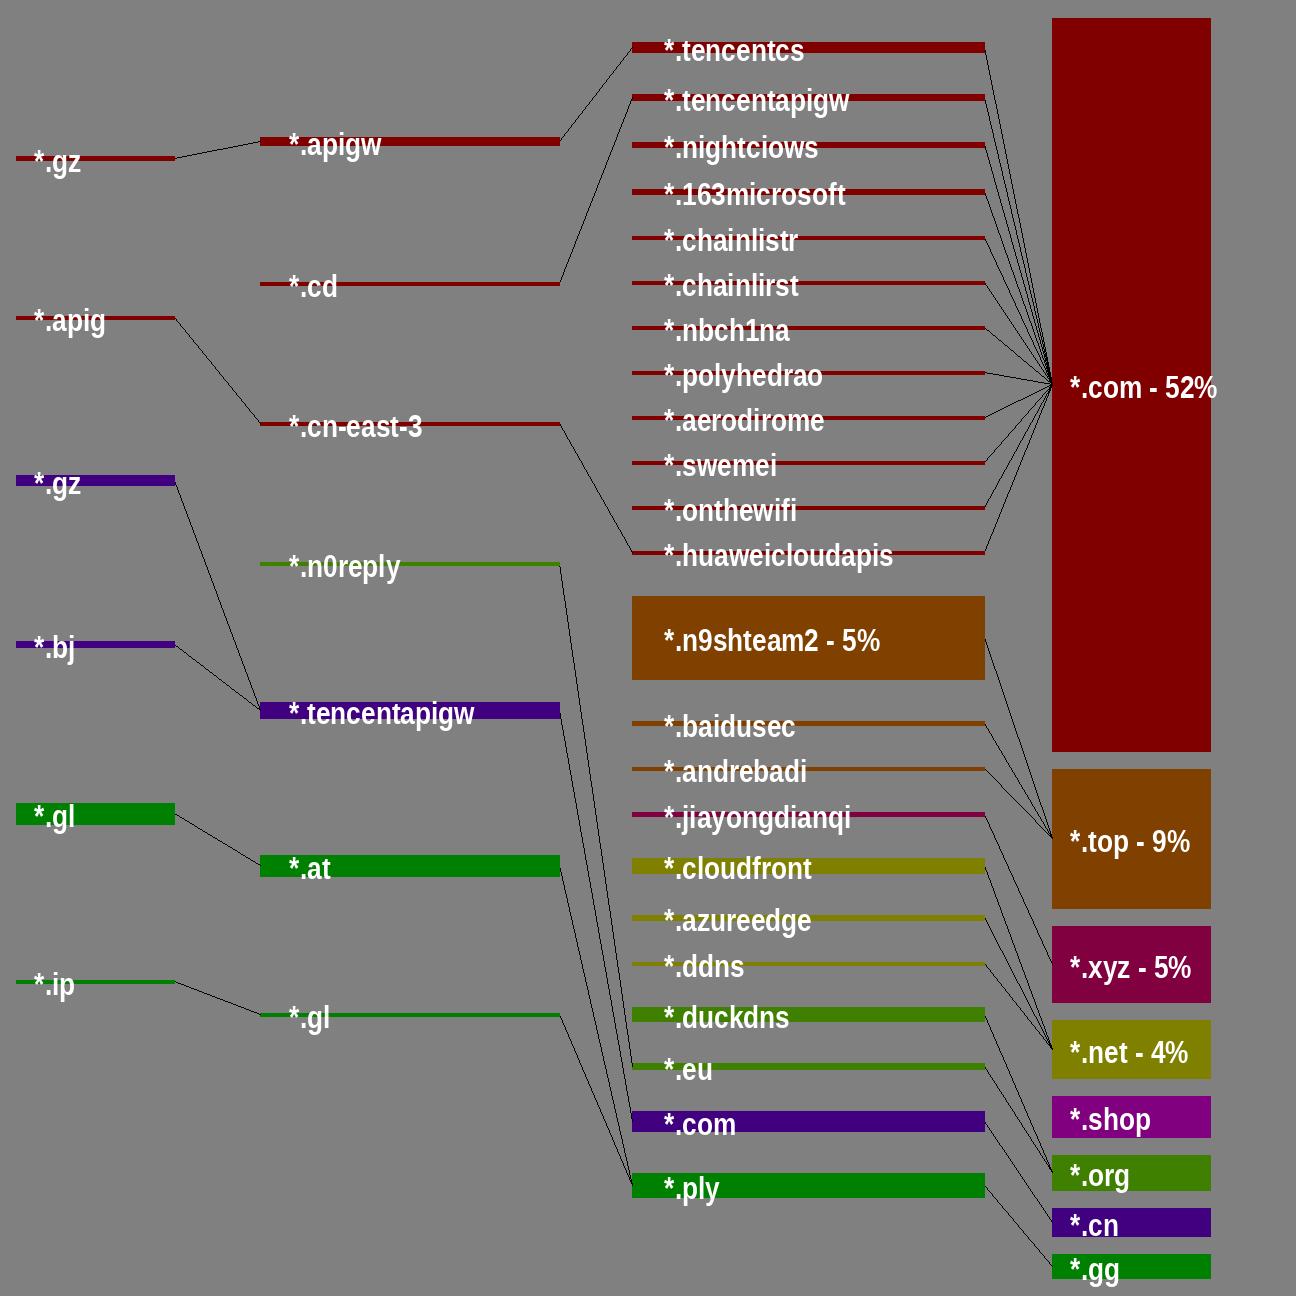 *.gz
*.apig
*.gz
*.bj
*.gl
*.ip
*.apigw
*.cd
*.cn-east-3
*.n0reply
*.tencentapigw
*.at
*.gl
*.tencentcs
*.tencentapigw
*.nightciows
*.163microsoft
*.chainlistr
*.chainlirst
*.nbch1na
*.polyhedrao
*.aerodirome
*.swemei
*.onthewifi
*.huaweicloudapis
*.n9shteam2 - 5%
*.baidusec
*.andrebadi
*.jiayongdianqi
*.cloudfront
*.azureedge
*.ddns
*.duckdns
*.eu
*.com
*.ply
*.com - 52%
*.top - 9%
*.xyz - 5%
*.net - 4%
*.shop
*.org
*.cn
*.gg